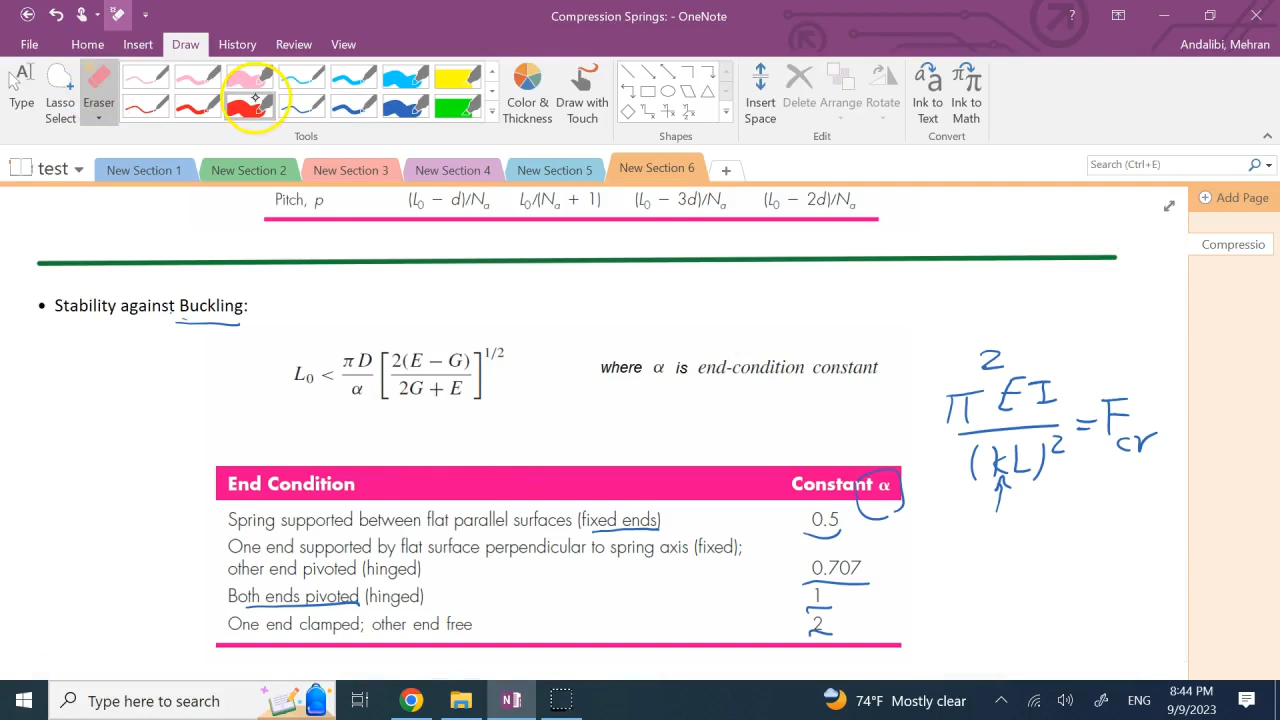 Compression Springs: - OneNote
?
File Home Insert Draw History Review View
Andalibi, Mehran
A
Type
Lasso Select
Eraser
Color & Thickness
Draw with Touch
Insert Space
Delete
Arrange
Rotate
Ink to Text
Ink to Math
Tools
Shapes
Edit
Convert
test
New Section 1
New Section 2
New Section 3
New Section 4
New Section 5
New Section 6
+
Search (Ctrl+E)
Add Page
Compressio
Pitch, p (L₀ − d)/Nₐ L₀/(Nₐ + 1) (L₀ − 3d)/Nₐ (L₀ − 2d)/Nₐ
• Stability against Buckling:
L₀ < πD/α [2(E − G)/2G + E]^1/2
where α is end-condition constant
π² EI/(kL)² = Fcr
End Condition Constant α
Spring supported between flat parallel surfaces (fixed ends) 0.5
One end supported by flat surface perpendicular to spring axis (fixed);
other end pivoted (hinged) 0.707
Both ends pivoted (hinged) 1
One end clamped; other end free 2
Type here to search
74°F Mostly clear
ENG
8:44 PM
9/9/2023